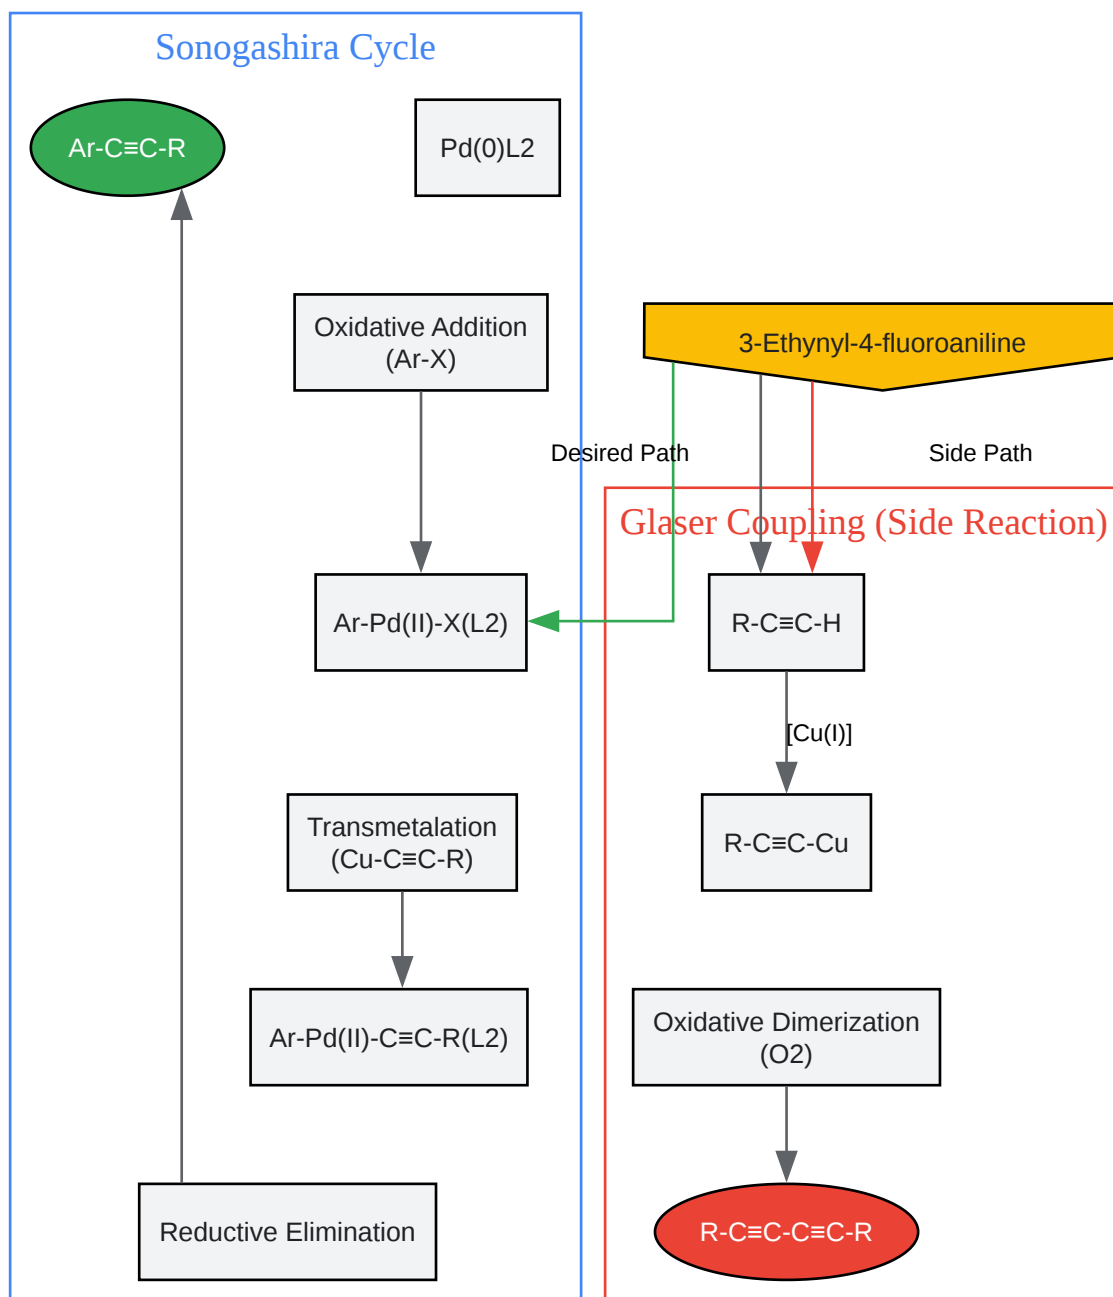 Sonogashira Cycle
Ar-C≡C-R
Pd(0)L2
Oxidative Addition
(Ar-X)
3-Ethynyl-4-fluoroaniline
Desired Path
Side Path
Glaser Coupling (Side Reaction)
Ar-Pd(II)-X(L2)
R-C≡C-H
[Cu(I)]
Transmetalation
(Cu-C≡C-R)
R-C≡C-Cu
Ar-Pd(II)-C≡C-R(L2)
Oxidative Dimerization
(O2)
Reductive Elimination
R-C≡C-C≡C-R